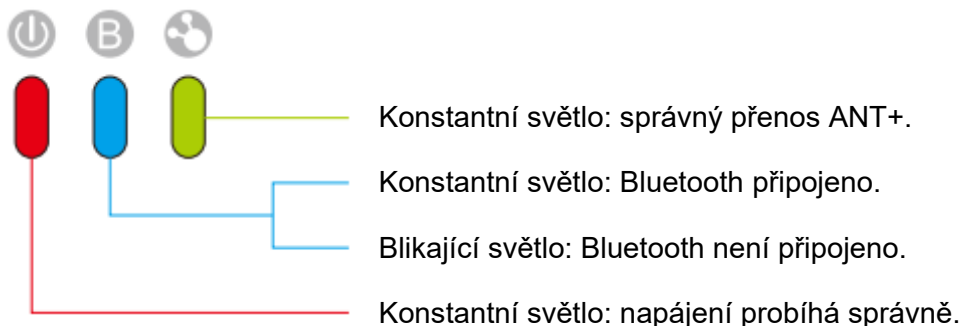 B
Konstantní světlo: správný přenos ANT+.
Konstantní světlo: Bluetooth připojeno.
Blikající světlo: Bluetooth není připojeno.
Konstantní světlo: napájení probíhá správně.